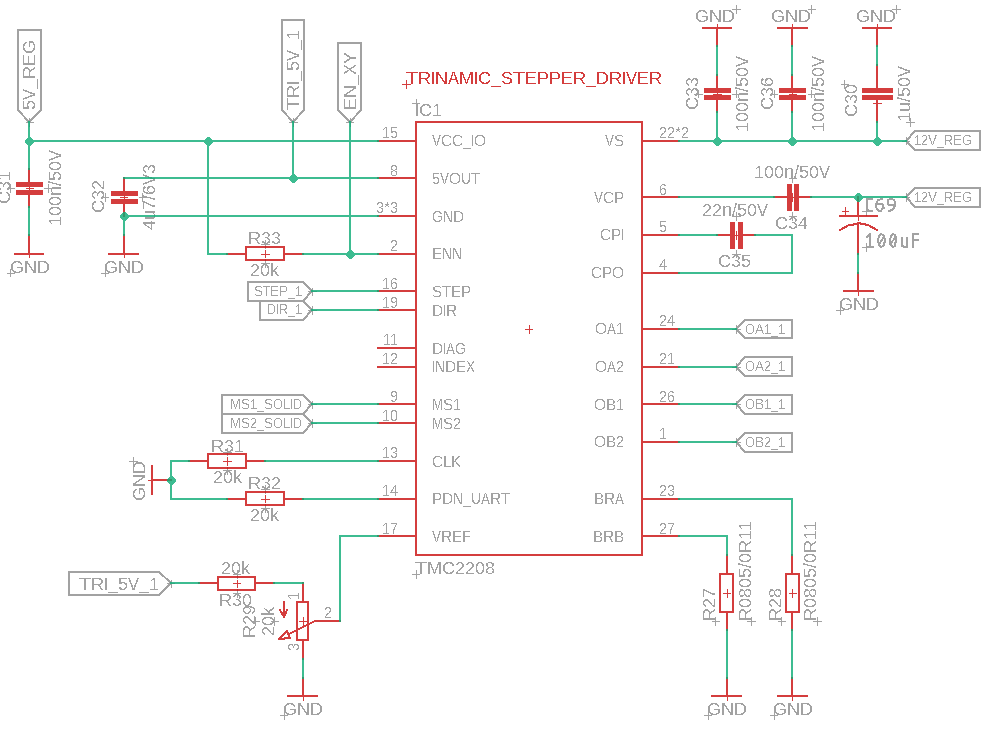 5V_REG
TRI_5V_1
EN_XY
GND
GND
GND
C33
100n/50V
C36
100n/50V
C30
1u/50V
TRINAMIC_STEPPER_DRIVER
IC1
15
VCC_IO
VS
22*2
12V_REG
C31
100n/50V
C32
4u7/6V3
8
5VOUT
VCP
6
100n/50V
C34
12V_REG
C69
100uF
GND
3*3
GND
CPI
5
22n/50V
C35
CPO
4
GND
GND
R33
20k
2
ENN
STEP_1
16
STEP
DIR_1
19
DIR
OA1
24
OA1_1
11
DIAG
12
INDEX
OA2
21
OA2_1
MS1_SOLID
9
MS1
OB1
26
OB1_1
MS2_SOLID
10
MS2
OB2
1
OB2_1
R31
20k
13
CLK
GND
R32
20k
14
PDN_UART
BRA
23
17
VREF
BRB
27
TMC2208
TRI_5V_1
20k
R30
R29
20k
1
2
3
GND
R27
R0805/0R11
R28
R0805/0R11
GND
GND